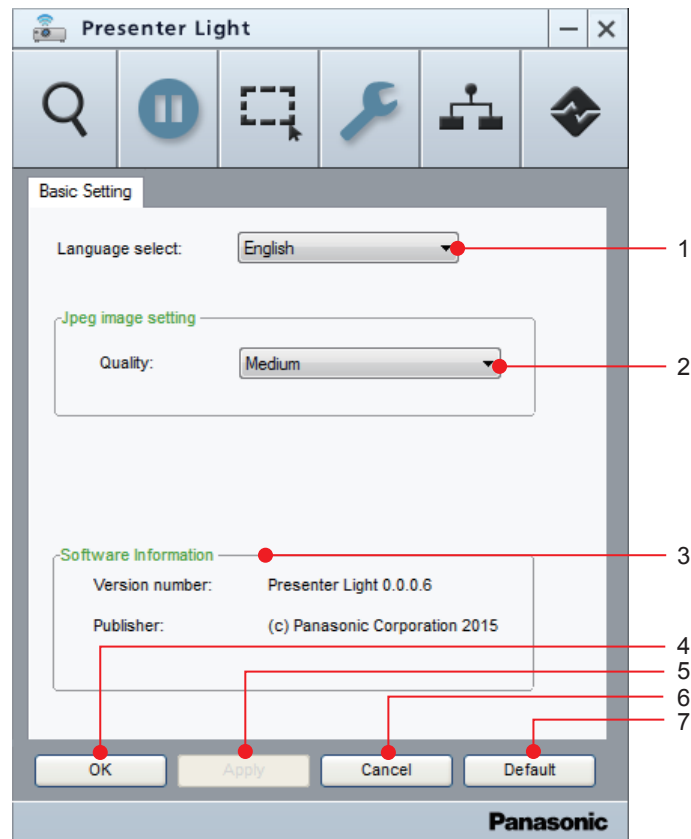 Presenter Light
Basic Setting
Language select: English 1
Jpeg image setting
Quality: Medium 2
Software Information 3
Version number: Presenter Light 0.0.0.6
Publisher: (c) Panasonic Corporation 2015
4
5
6
7
OK Apply Cancel Default
Panasonic